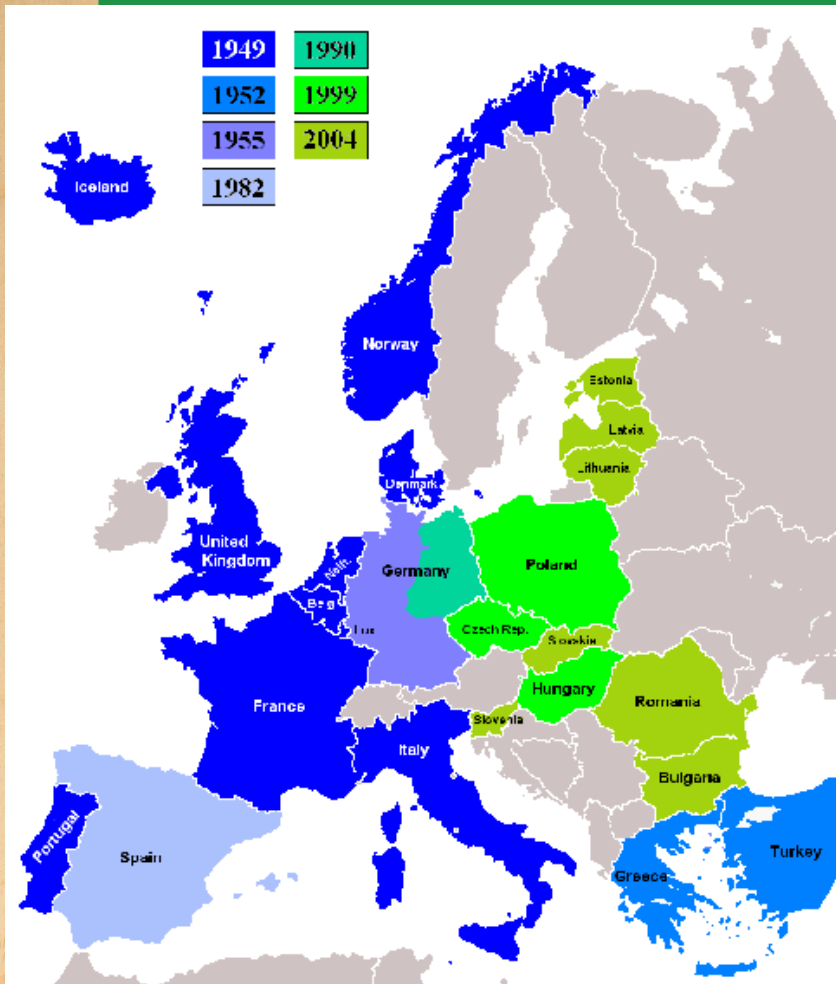 1949
1990
1952
1999
1955
2004
1982
Iceland
Norway
Estonia
Latvia
Lithuania
Denmark
United
Kingdom
Neth
Belg
Germany
Poland
Lux
Czech Rep.
Slovakia
France
Hungary
Slovenia
Romania
Italy
Bulgaria
Portugal
Spain
Turkey
Greece